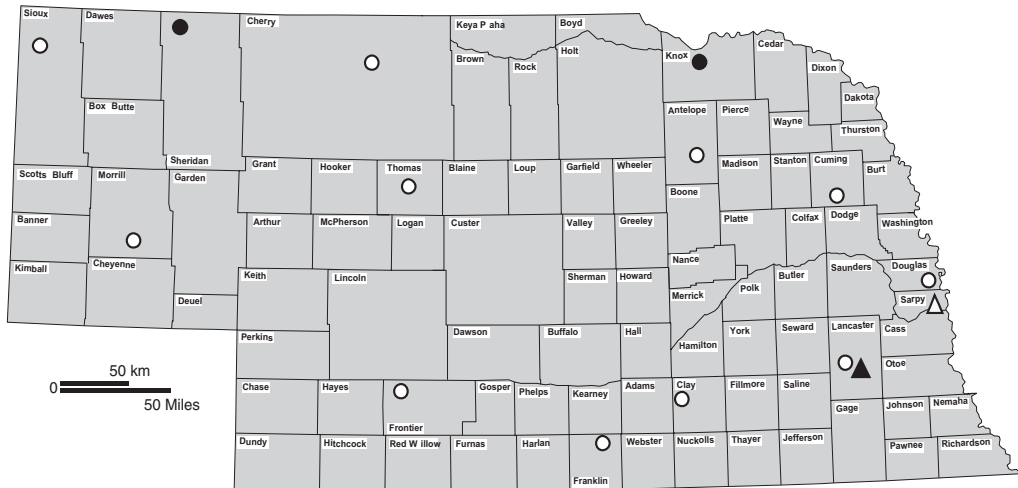 Sioux
Dawes
Cherry
Keya P aha
Boyd
Knox
Cedar
Brown
Rock
Holt
Dixon
Box Butte
Dakota
Antelope
Pierce
Wayne
Thurston
Sheridan
Grant
Hooker
Thomas
Blaine
Loup
Garfield
Wheeler
Madison
Stanton
Cuming
Burt
Scotts Bluff
Morrill
Garden
Boone
Banner
Arthur
McPherson
Logan
Custer
Valley
Greeley
Platte
Colfax
Dodge
Washington
Kimball
Cheyenne
Nance
Keith
Lincoln
Sherman
Howard
Butler
Saunders
Douglas
Deuel
Merrick
Polk
Sarpy
Perkins
Dawson
Buffalo
Hall
Hamilton
York
Seward
Lancaster
Cass
Otoe
50 km
0
50 Miles
Chase
Hayes
Gosper
Phelps
Kearney
Adams
Clay
Fillmore
Saline
Frontier
Gage
Johnson
Nemaha
Dundy
Hitchcock
Red W illow
Furnas
Harlan
Franklin
Webster
Nuckolls
Thayer
Jefferson
Pawnee
Richardson